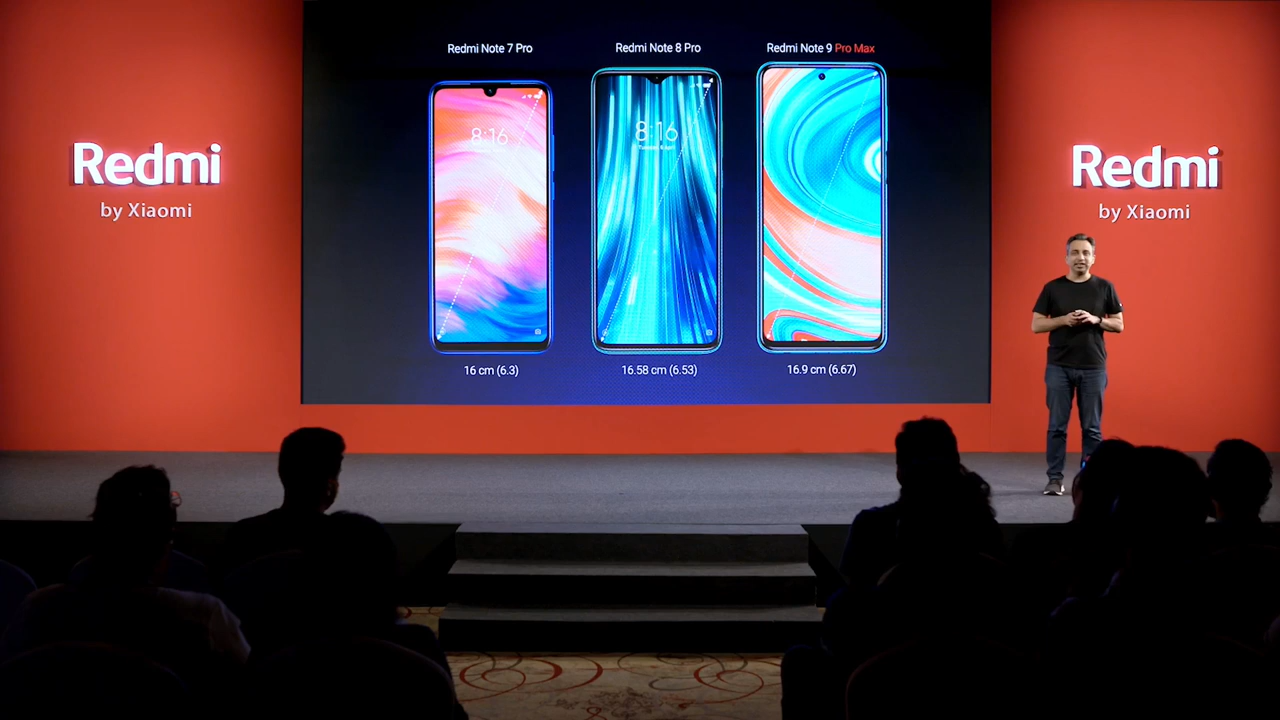 Redmi
by Xiaomi
Redmi Note 7 Pro
Redmi Note 8 Pro
Redmi Note 9 Pro Max
8:16
8:16
16 cm (6.3)
16.58 cm (6.53)
16.9 cm (6.67)
Redmi
by Xiaomi